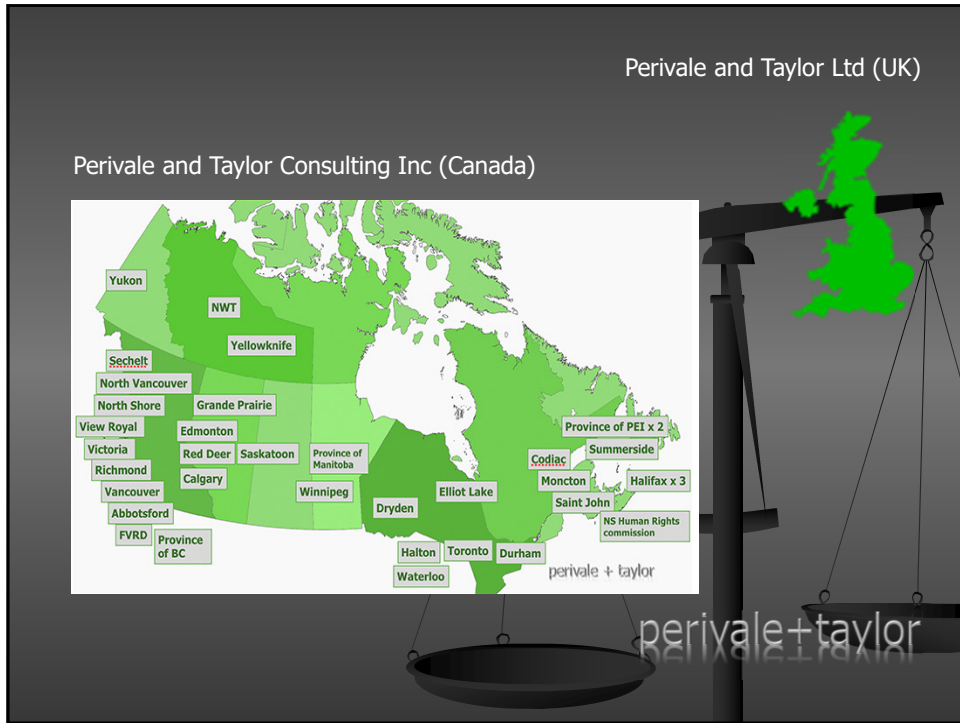 Perivale and Taylor Ltd (UK)
Perivale and Taylor Consulting Inc (Canada)
Yukon
NWT
Yellowknife
Sechelt
North Vancouver
North Shore
Grande Prairie
View Royal
Edmonton
Victoria
Red Deer
Saskatoon
Province of
Manitoba
Richmond
Calgary
Vancouver
Winnipeg
Abbotsford
FVRD
Province
of BC
Dryden
Elliot Lake
Halton
Toronto
Durham
Waterloo
Province of PEI x 2
Summerside
Codiac
Moncton
Halifax x 3
Saint John
NS Human Rights
commission
perivale + taylor
perivale+taylor